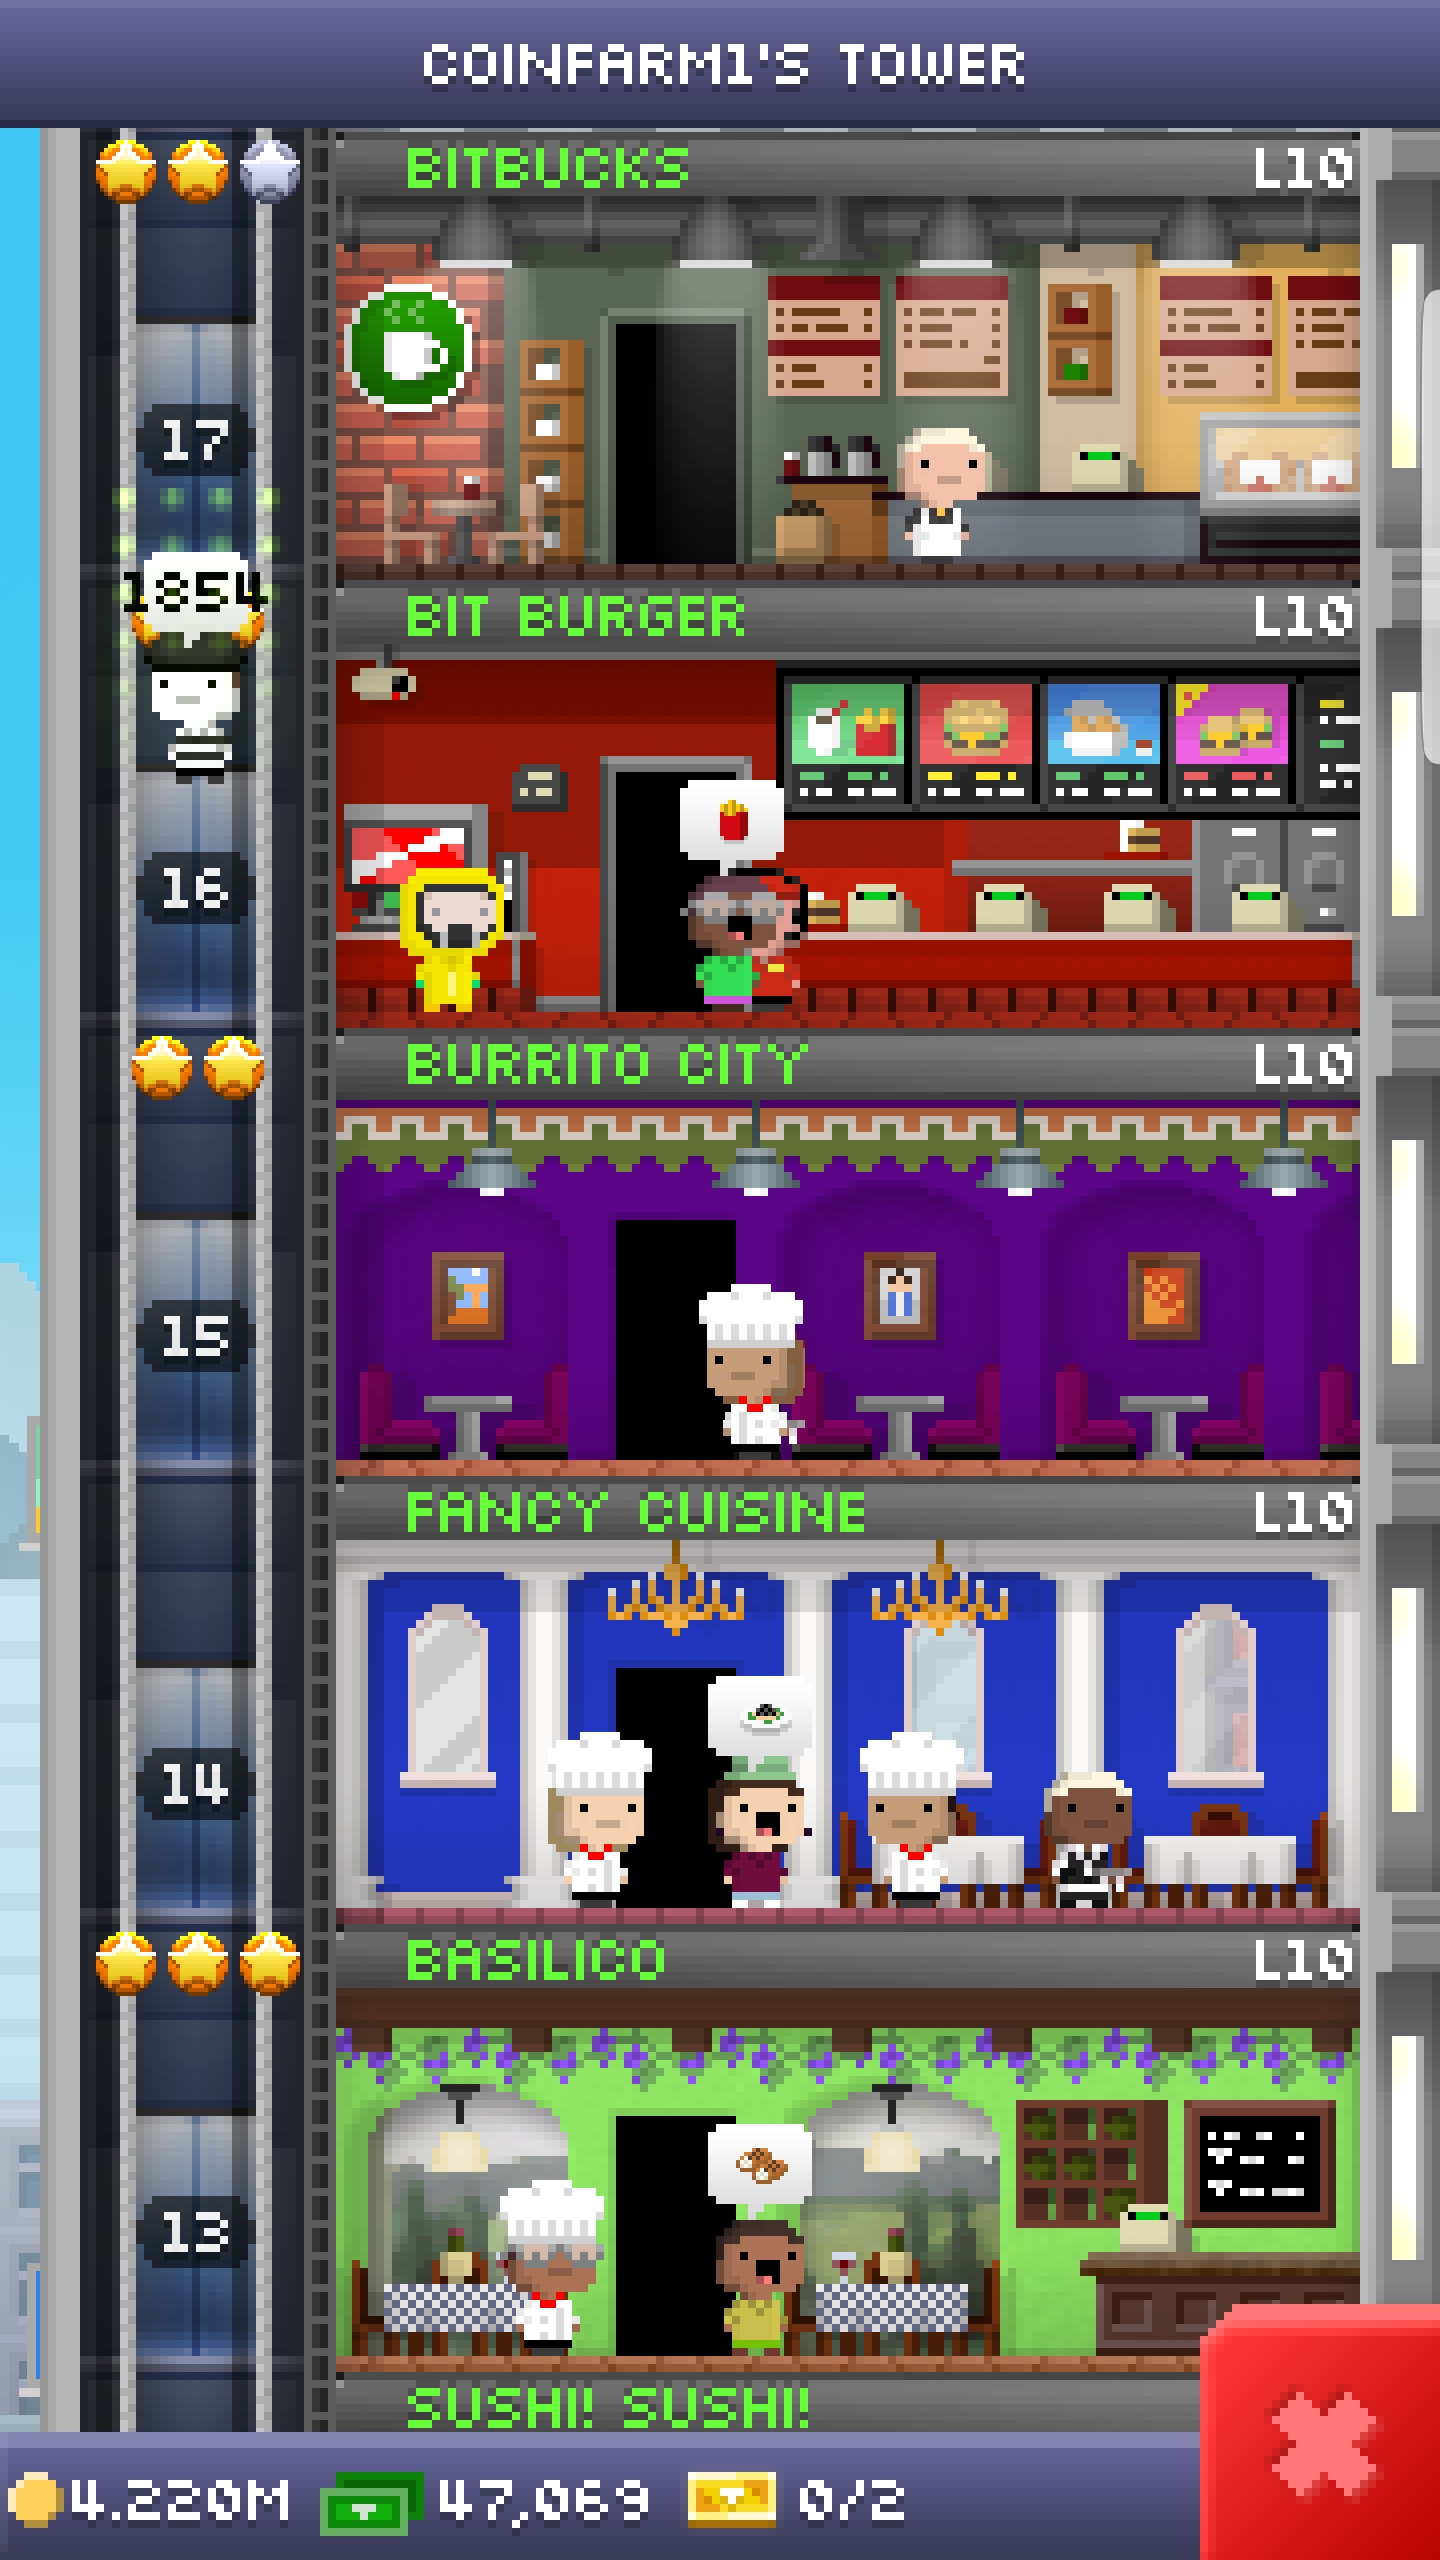 COINFARM1'S TOWER
BITBUCKS L10
17
1854
BIT BURGER L10
16
BURRITO CITY L10
15
FANCY CUISINE L10
14
BASILICO L10
13
SUSHI! SUSHI!
4.220M 47,069 0/2